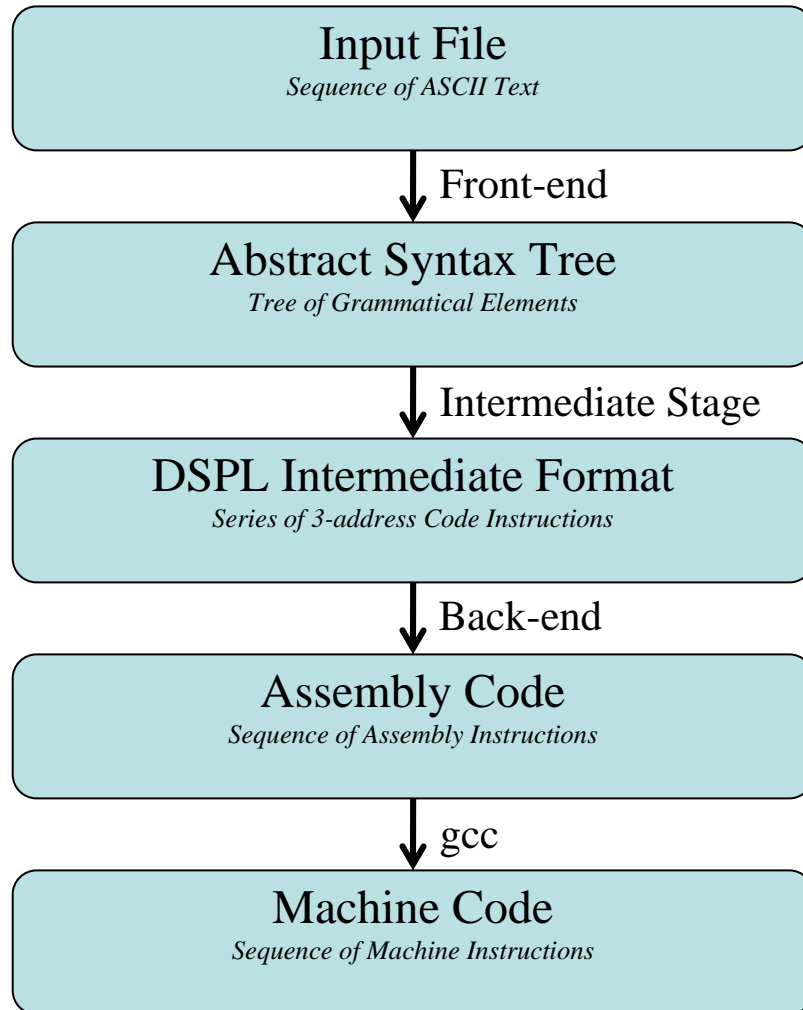 Input File
Sequence of ASCII Text
Front-end
Abstract Syntax Tree
Tree of Grammatical Elements
Intermediate Stage
DSPL Intermediate Format
Series of 3-address Code Instructions
Back-end
Assembly Code
Sequence of Assembly Instructions
gcc
Machine Code
Sequence of Machine Instructions